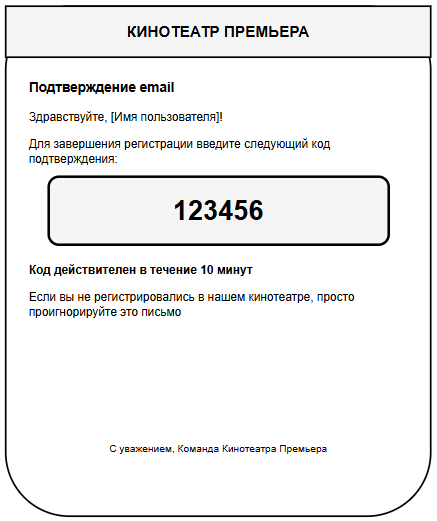 КИНОТЕАТР ПРЕМЬЕРА
Подтверждение email
Здравствуйте, [Имя пользователя]!
Для завершения регистрации введите следующий код
подтверждения:
123456
Код действителен в течение 10 минут
Если вы не регистрировались в нашем кинотеатре, просто
проигнорируйте это письмо
С уважением, Команда Кинотеатра Премьера